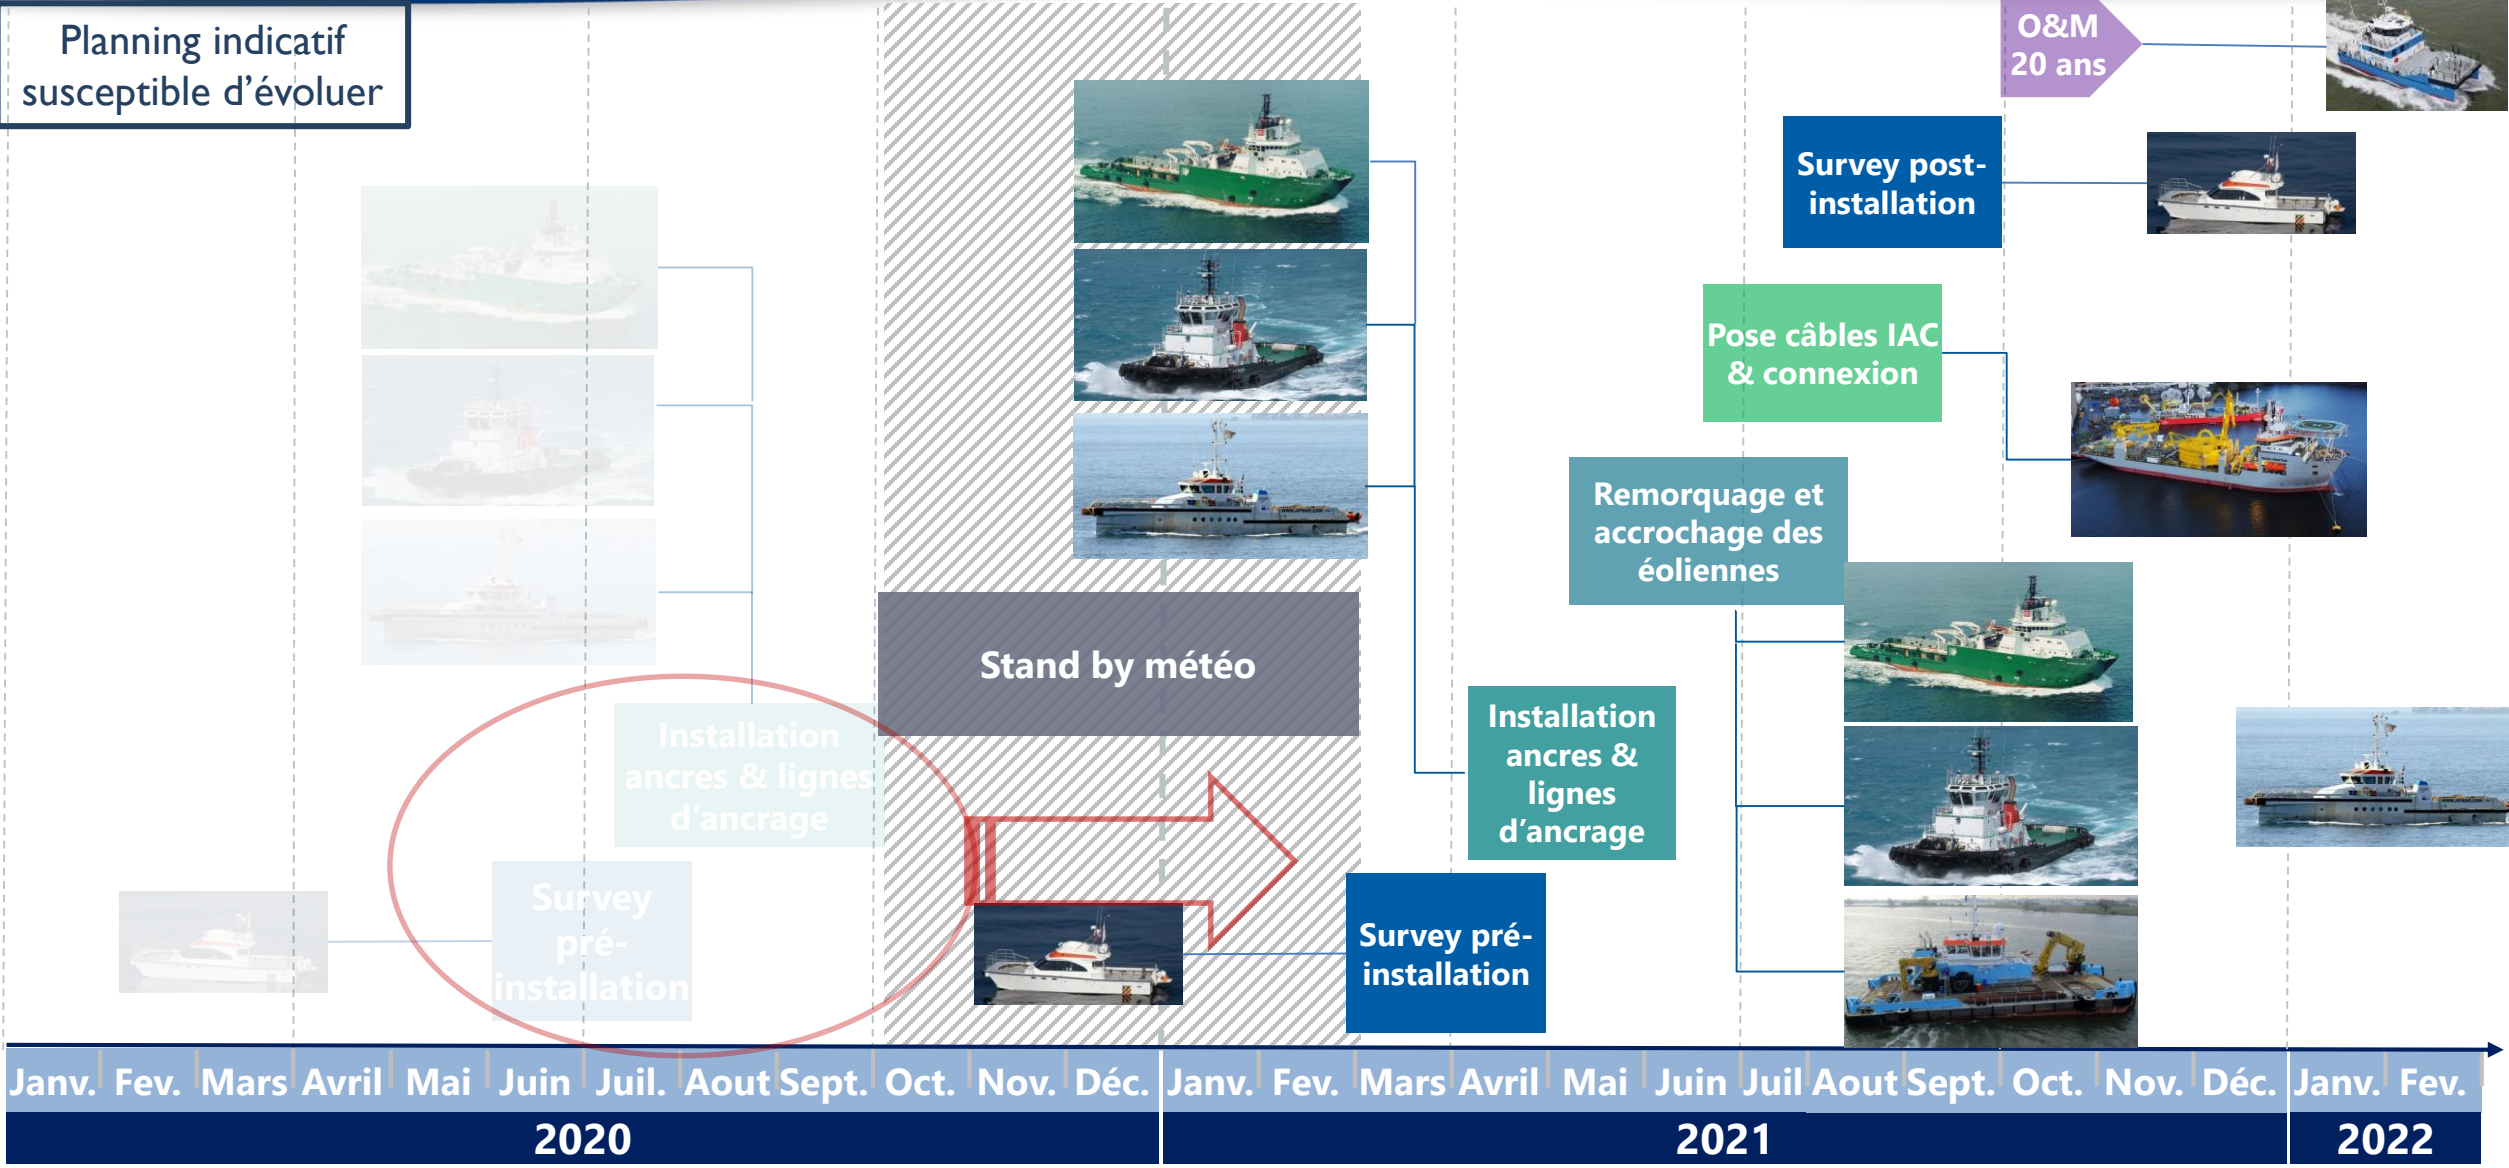 Planning indicatif
susceptible d'évoluer
O&M
20 ans
Survey post-
installation
Pose câbles IAC
& connexion
Remorquage et
accrochage des
éoliennes
Stand by météo
Installation
ancres & lignes
d'ancrage
Installation
ancres &
lignes
d'ancrage
Survey
pré-
installation
Survey pré-
installation
Janv. Fev. Mars Avril Mai Juin Juil. Aout Sept. Oct. Nov. Déc. Janv. Fev. Mars Avril Mai Juin Juil Aout Sept. Oct. Nov. Déc. Janv. Fev.
2020 2021 2022